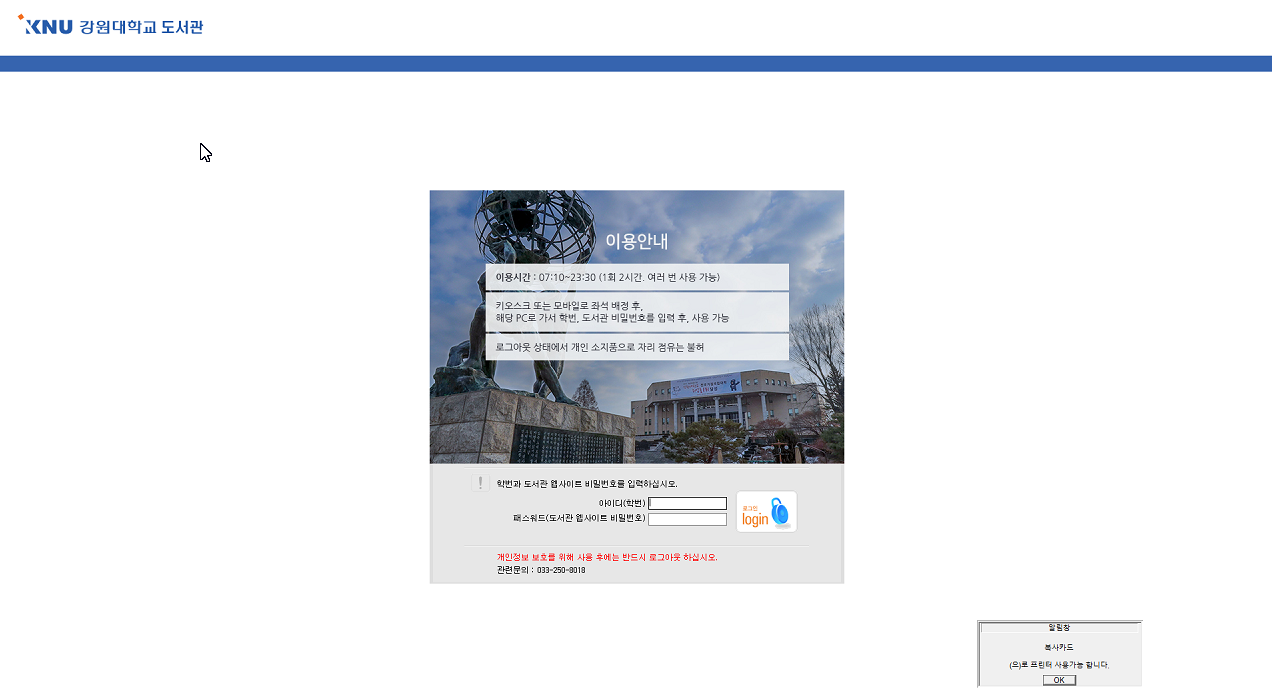 KNU 강원대학교 도서관
이용안내
이용시간 : 07:10~23:30 (1회 2시간. 여러 번 사용 가능)
키오스크 또는 모바일로 좌석 배정 후,
해당 PC로 가서 학번, 도서관 비밀번호를 입력 후, 사용 가능
로그아웃 상태에서 개인 소지품으로 자리 점유는 불허
학번과 도서관 웹사이트 비밀번호를 입력하십시오.
아이디(학번)
패스워드(도서관 웹사이트 비밀번호)
로그인
login
개인정보 보호를 위해 사용 후에는 반드시 로그아웃 하십시오.
관련문의 : 033-250-8018
알림창
복사카드
(으)로 프린터 사용가능 합니다.
OK